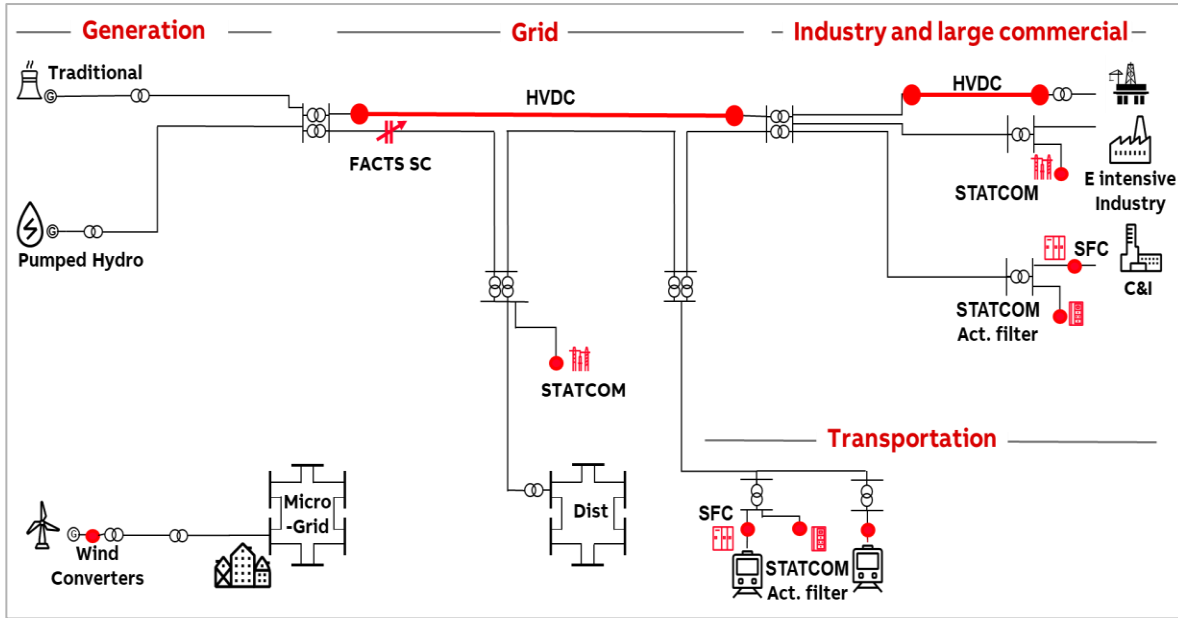 Generation
Grid
Industry and large commercial
Traditional
G
HVDC
HVDC
FACTS SC
STATCOM
E intensive
Industry
G
Pumped Hydro
SFC
C&I
STATCOM
Act. filter
STATCOM
Transportation
Micro
-Grid
Dist
SFC
G
Wind
Converters
STATCOM
Act. filter